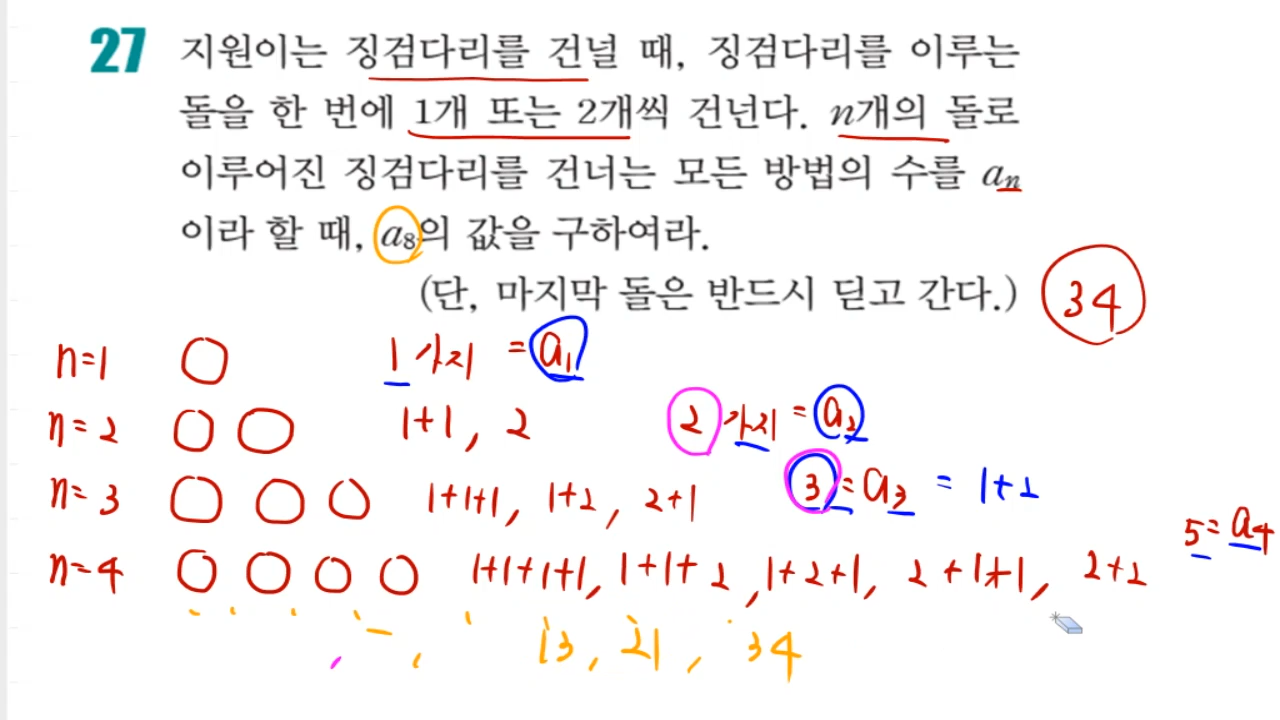 27 지원이는 징검다리를 건널 때, 징검다리를 이루는
돌을 한 번에 1개 또는 2개씩 건넌다. n개의 돌로
이루어진 징검다리를 건너는 모든 방법의 수를 aₙ
이라 할 때, a₈의 값을 구하여라.
(단, 마지막 돌은 반드시 딛고 간다.) 34
n=1 1가지 = a₁
n=2 1+1, 2 2가지 = a₂
n=3 1+1+1, 1+2, 2+1 3 = a₃ = 1+2
n=4 1+1+1+1, 1+1+2, 1+2+1, 2+1+1, 2+2 5 = a₄
13, 21, 34